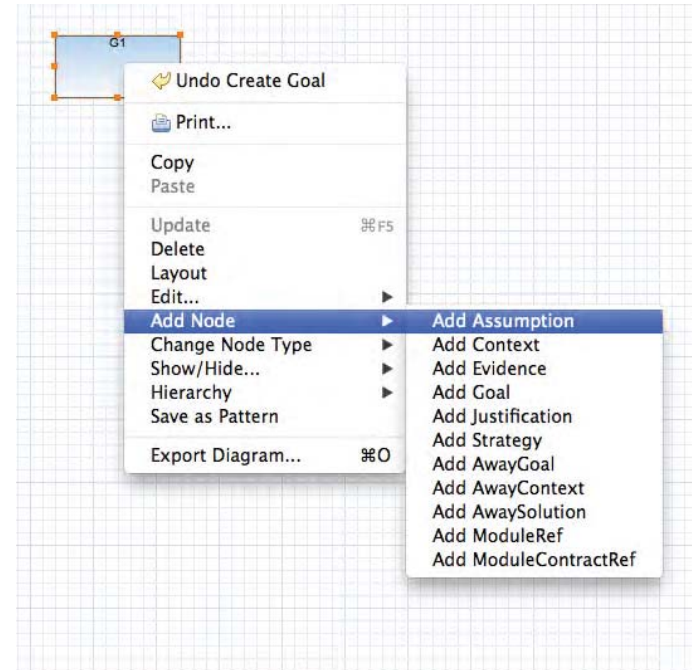 G1
Undo Create Goal
Print...
Copy
Paste
Update ⌘F5
Delete
Layout
Edit...
Add Node
Change Node Type
Show/Hide...
Hierarchy
Save as Pattern
Export Diagram... ⌘O
Add Assumption
Add Context
Add Evidence
Add Goal
Add Justification
Add Strategy
Add AwayGoal
Add AwayContext
Add AwaySolution
Add ModuleRef
Add ModuleContractRef